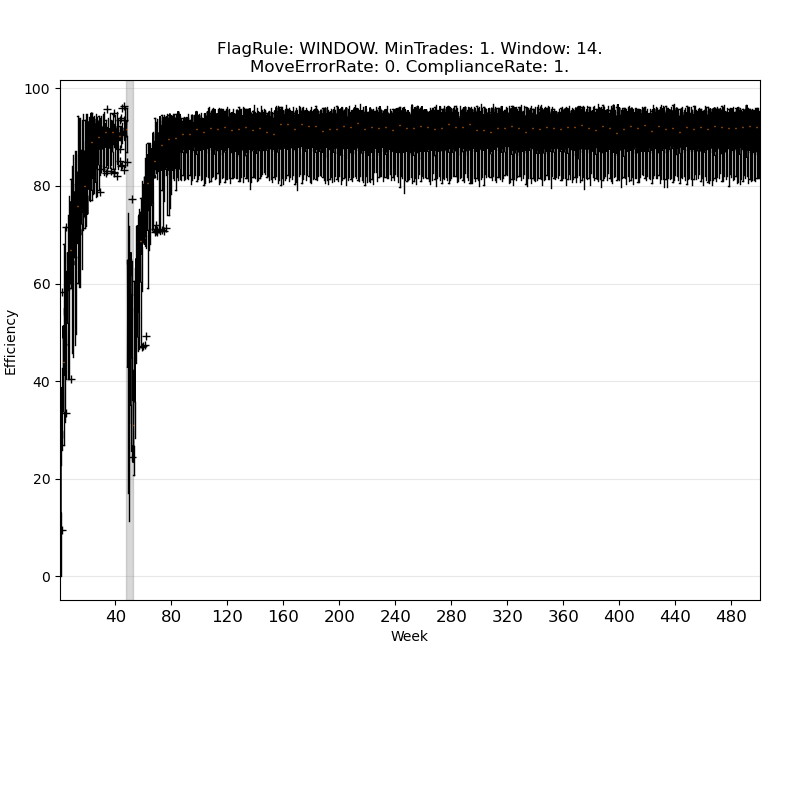 FlagRule: WINDOW. MinTrades: 1. Window: 14.
MoveErrorRate: 0. ComplianceRate: 1.
100
80
60
40
20
0
Efficiency
40 80 120 160 200 240 280 320 360 400 440 480
Week